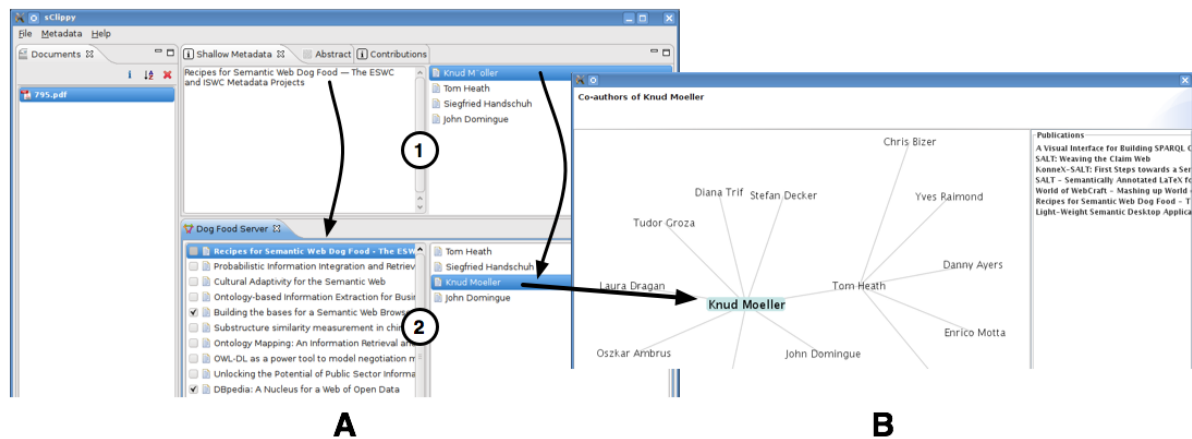 sClippy
File Metadata Help
Documents
Shallow Metadata
Abstract
Contributions
795.pdf
Recipes for Semantic Web Dog Food — The ESWC
and ISWC Metadata Projects
Knud M¨oller
Tom Heath
Siegfried Handschuh
John Domingue
1
Dog Food Server
Recipes for Semantic Web Dog Food - The ESW
Probabilistic Information Integration and Retriev
Cultural Adaptivity for the Semantic Web
Ontology-based Information Extraction for Busi
Building the bases for a Semantic Web Brows
Substructure similarity measurement in chi
Ontology Mapping: An Information Retrieval an
OWL-DL as a power tool to model negotiation m
Unlocking the Potential of Public Sector Informa
DBpedia: A Nucleus for a Web of Open Data
Tom Heath
Siegfried Handschuh
Knud Moeller
John Domingue
2
Co-authors of Knud Moeller
Chris Bizer
Diana Trif
Stefan Decker
Yves Raimond
Tudor Groza
Danny Ayers
Laura Dragan
Tom Heath
Knud Moeller
Enrico Motta
Oszkar Ambrus
John Domingue
Publications
A Visual Interface for Building SPARQL
SALT: Weaving the Claim Web
KonneX-SALT: First Steps towards a Ser
SALT - Semantically Annotated LaTeX fo
World of WebCraft - Mashing up World
Recipes for Semantic Web Dog Food - T
Light-Weight Semantic Desktop Applica
A
B